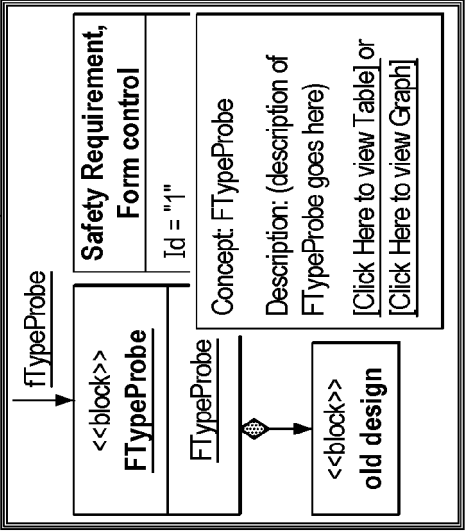 fTypeProbe
<<block>>
FTypeProbe
FTypeProbe
<<block>>
old design
Safety Requirement,
Form control
Id = "1"
Concept: FTypeProbe
Description: (description of
FTypeProbe goes here)
[Click Here to view Table] or
[Click Here to view Graph]